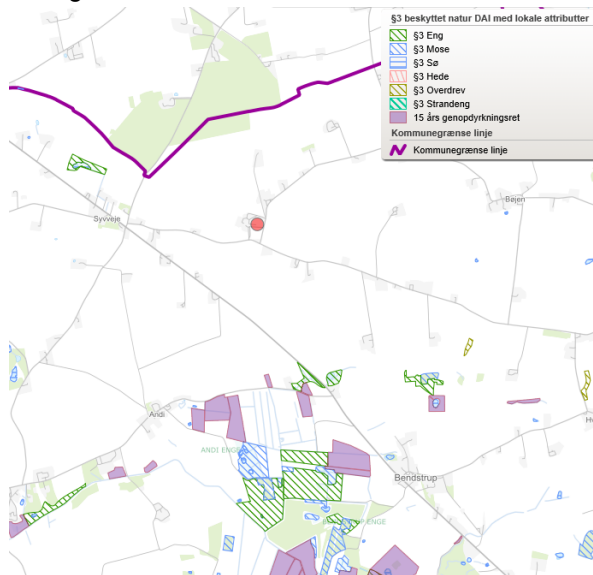 §3 beskyttet natur DAI med lokale attributter
§3 Eng
§3 Mose
§3 Sø
§3 Hede
§3 Overdrev
§3 Strandeng
15 års genopdyrkningsret
Kommunegrænse linje
Kommunegrænse linje
Syvveje
Bøjen
Andi
ANDI ENGE
Bendstrup
ENGE